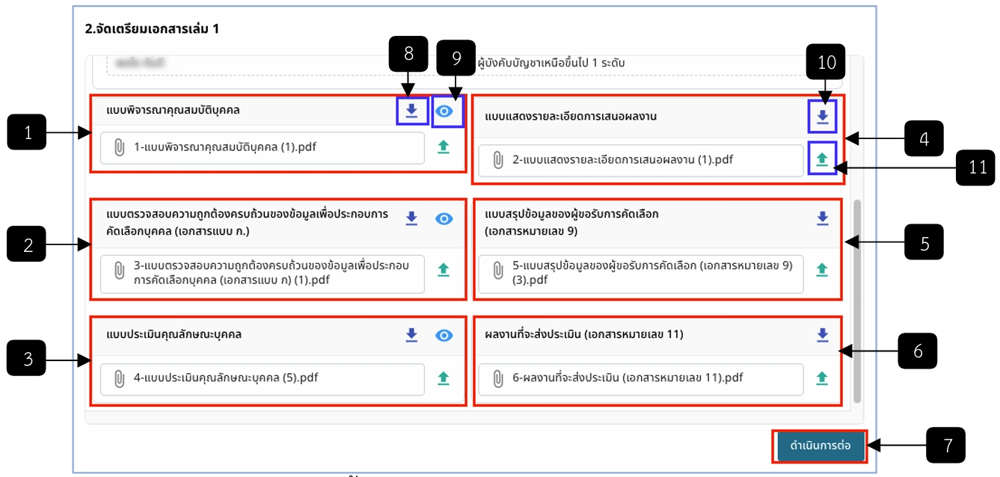 2.จัดเตรียมเอกสารเล่ม 1
8
9
10
ผู้บังคับบัญชาเหนือขึ้นไป 1 ระดับ
1
แบบพิจารณาคุณสมบัติบุคคล
1-แบบพิจารณาคุณสมบัติบุคคล (1).pdf
แบบแสดงรายละเอียดการเสนอผลงาน
2-แบบแสดงรายละเอียดการเสนอผลงาน (1).pdf
4
11
2
แบบตรวจสอบความถูกต้องครบถ้วนของข้อมูลเพื่อประกอบการ
คัดเลือกบุคคล (เอกสารแบบ ก.)
3-แบบตรวจสอบความถูกต้องครบถ้วนของข้อมูลเพื่อประกอบ
การคัดเลือกบุคคล (เอกสารแบบ ก) (1).pdf
แบบสรุปข้อมูลของผู้ขอรับการคัดเลือก
(เอกสารหมายเลข 9)
5-แบบสรุปข้อมูลของผู้ขอรับการคัดเลือก (เอกสารหมายเลข 9)
(3).pdf
5
3
แบบประเมินคุณลักษณะบุคคล
4-แบบประเมินคุณลักษณะบุคคล (5).pdf
ผลงานที่จะส่งประเมิน (เอกสารหมายเลข 11)
6-ผลงานที่จะส่งประเมิน (เอกสารหมายเลข 11).pdf
6
ดำเนินการต่อ
7